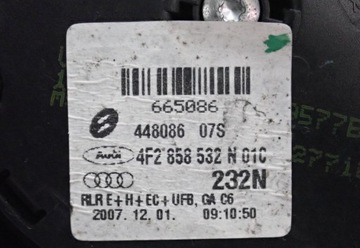 665086
448086 07S
Audi 4F2 858 532 N 01C
232N
RLR E+H+EC+UFB, GA C6
2007. 12. 01. 09:10:50